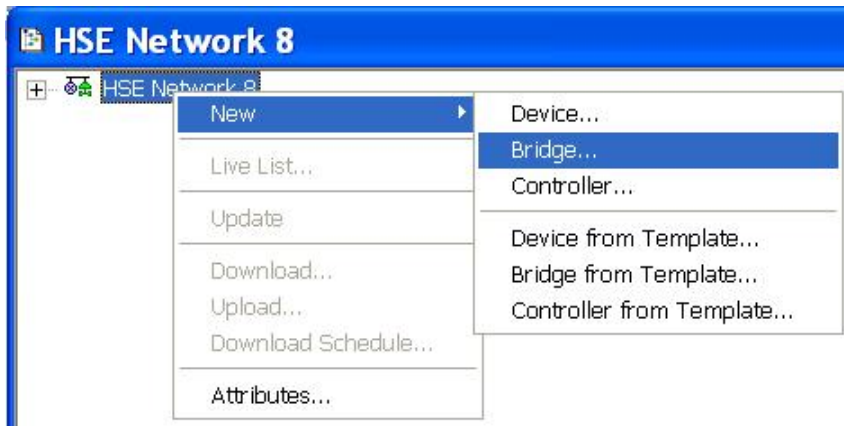 HSE Network 8
HSE Network 8
New
Live List...
Update
Download...
Upload...
Download Schedule...
Attributes...
Device...
Bridge...
Controller...
Device from Template...
Bridge from Template...
Controller from Template...